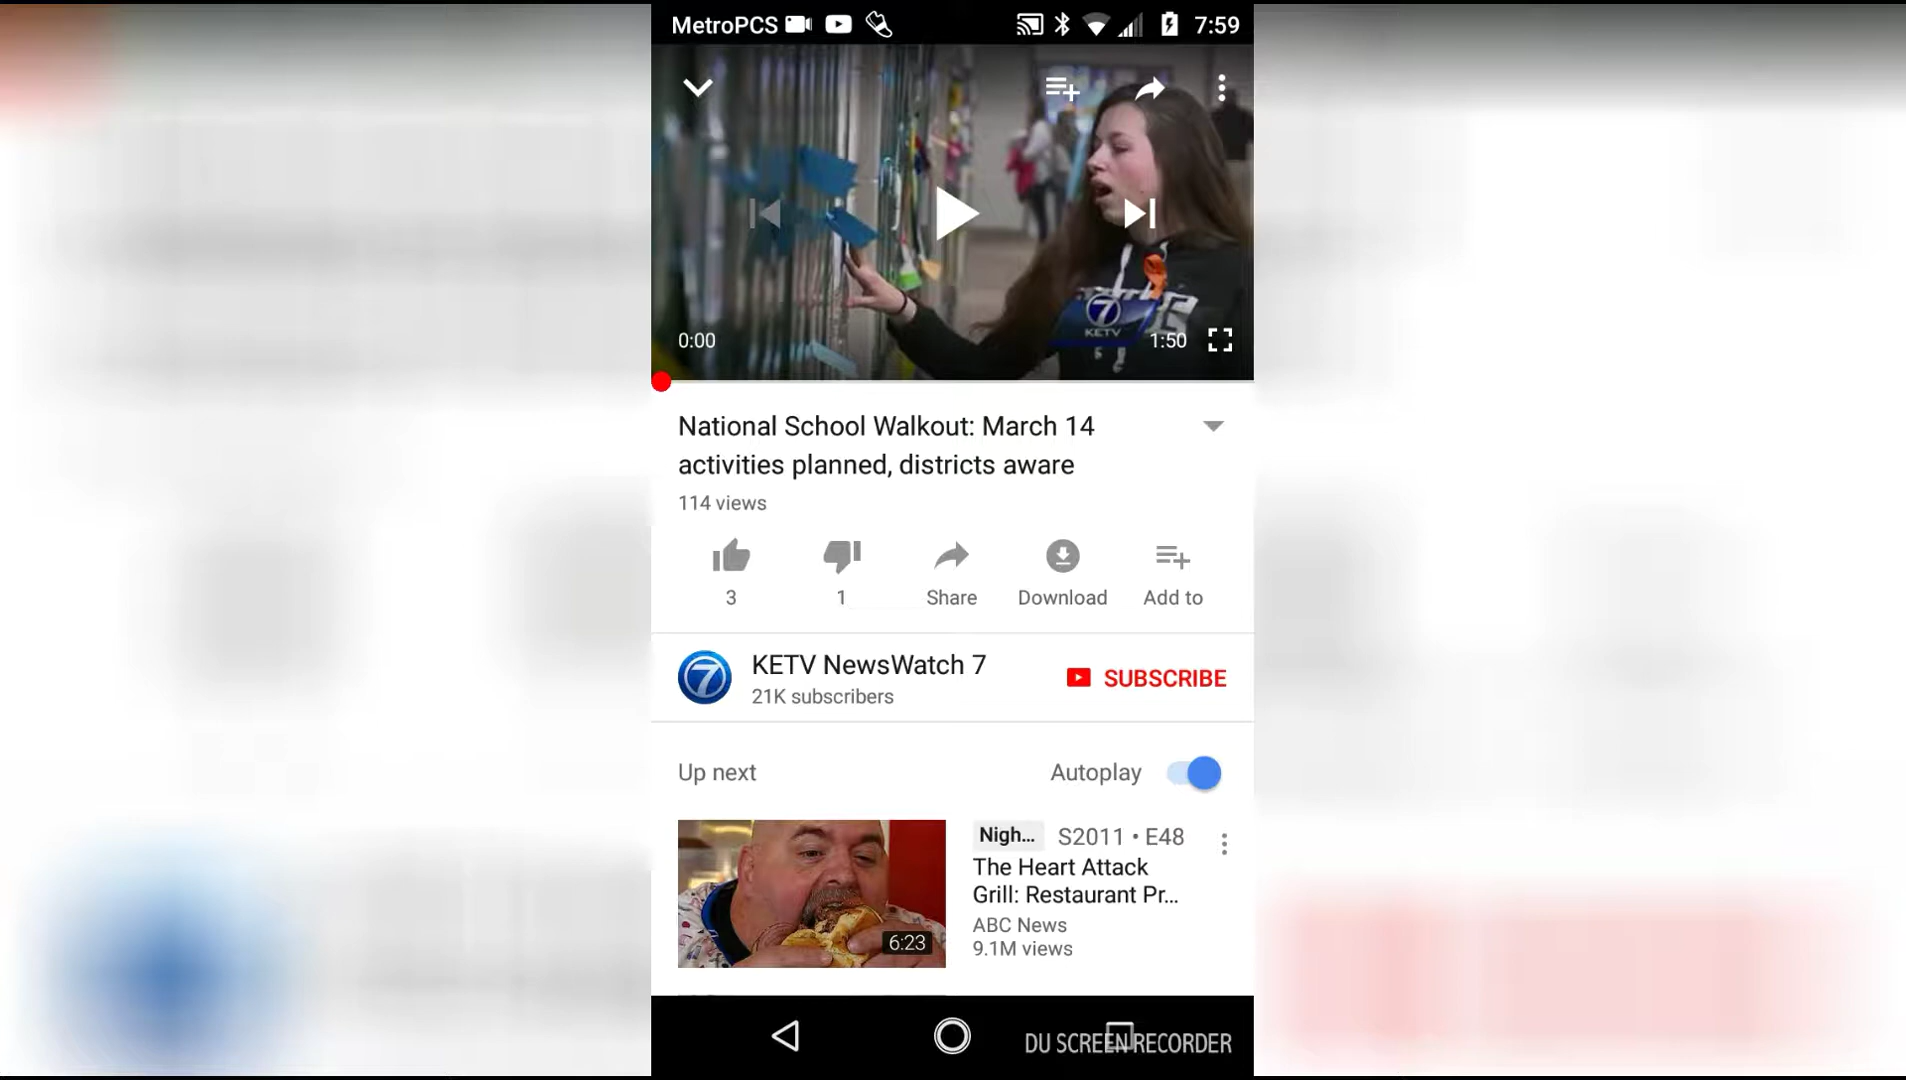 MetroPCS 7:59
7
KETV
0:00 1:50
National School Walkout: March 14
activities planned, districts aware
114 views
3 1 Share Download Add to
7
KETV NewsWatch 7
21K subscribers
SUBSCRIBE
Up next Autoplay
Nigh... S2011 • E48
The Heart Attack
Grill: Restaurant Pr...
ABC News
9.1M views
6:23
DU SCREEN RECORDER